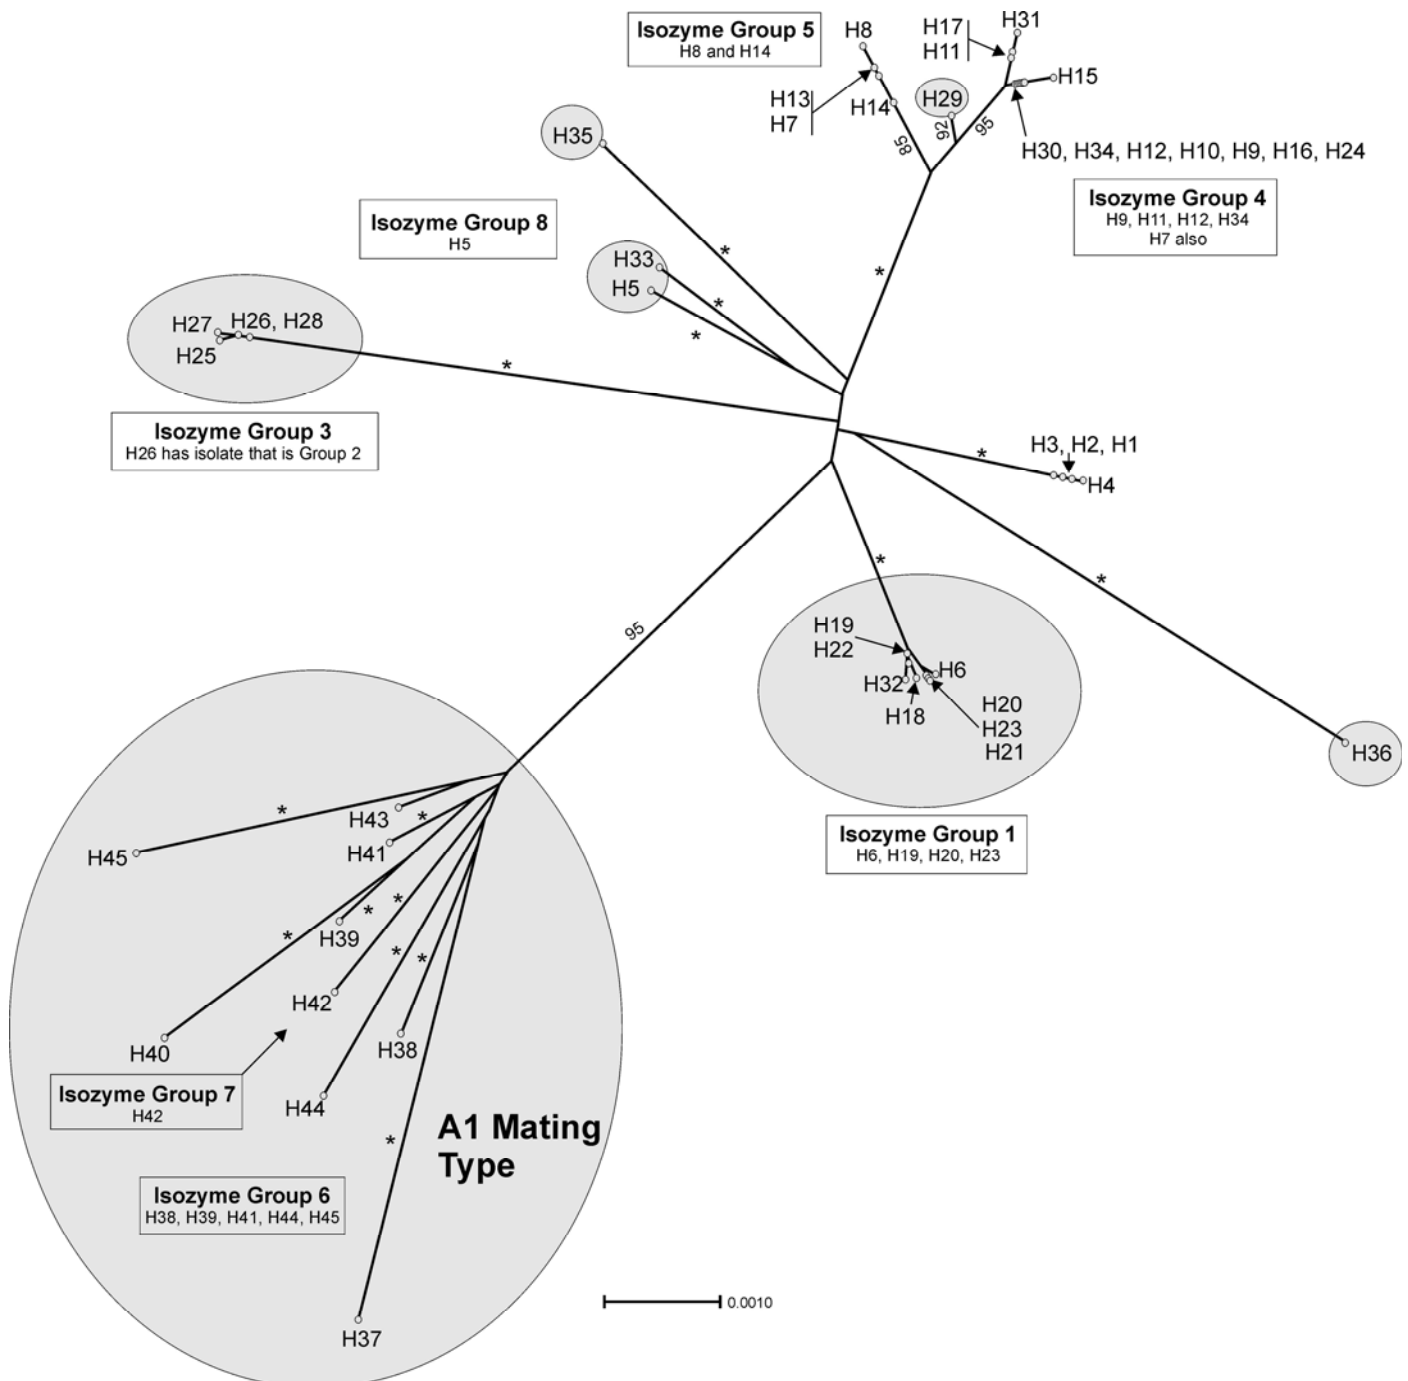 Isozyme Group 5
H8 and H14
H8
H17
H11
H31
H15
H13
H7
H14
H29
85
92
95
H30, H34, H12, H10, H9, H16, H24
Isozyme Group 4
H9, H11, H12, H34
H7 also
H35
*
Isozyme Group 8
H5
H33
H5
*
*
*
H27
H26, H28
H25
*
Isozyme Group 3
H26 has isolate that is Group 2
H3, H2, H1
*
H4
*
*
95
H19
H22
H6
H32
H18
H20
H23
H21
H36
Isozyme Group 1
H6, H19, H20, H23
*
H43
*
H41
H45
*
*
*
H39
*
*
H42
H40
H38
Isozyme Group 7
H42
H44
*
A1 Mating
Type
Isozyme Group 6
H38, H39, H41, H44, H45
0.0010
H37